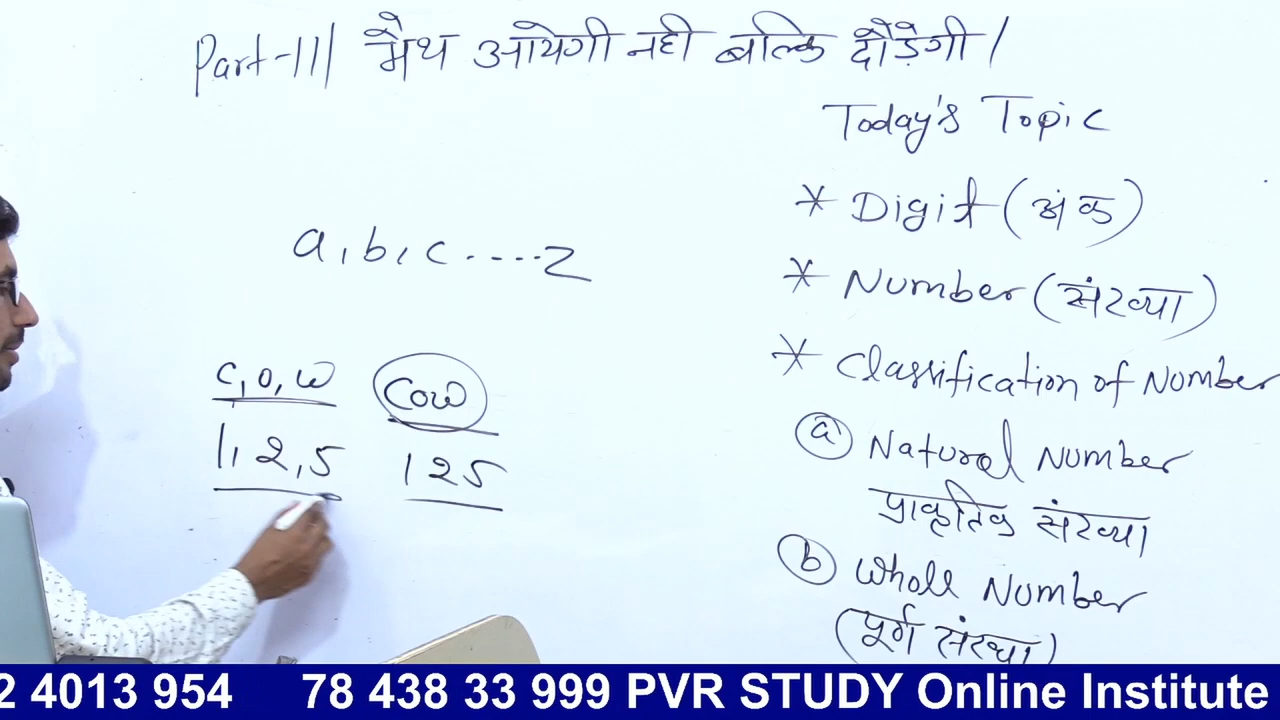 Part-III मैथ आयेगी नही बल्कि दौड़ेगी।
Today's Topic
* Digit (अंक)
* Number (संख्या)
* Classification of Number
(a) Natural Number
प्राकृतिक संख्या
(b) Whole Number
(पूर्ण संख्या)
a, b, c .....z
c, o, w Cow
1, 2, 5 125
2 4013 954 78 438 33 999 PVR STUDY Online Institute